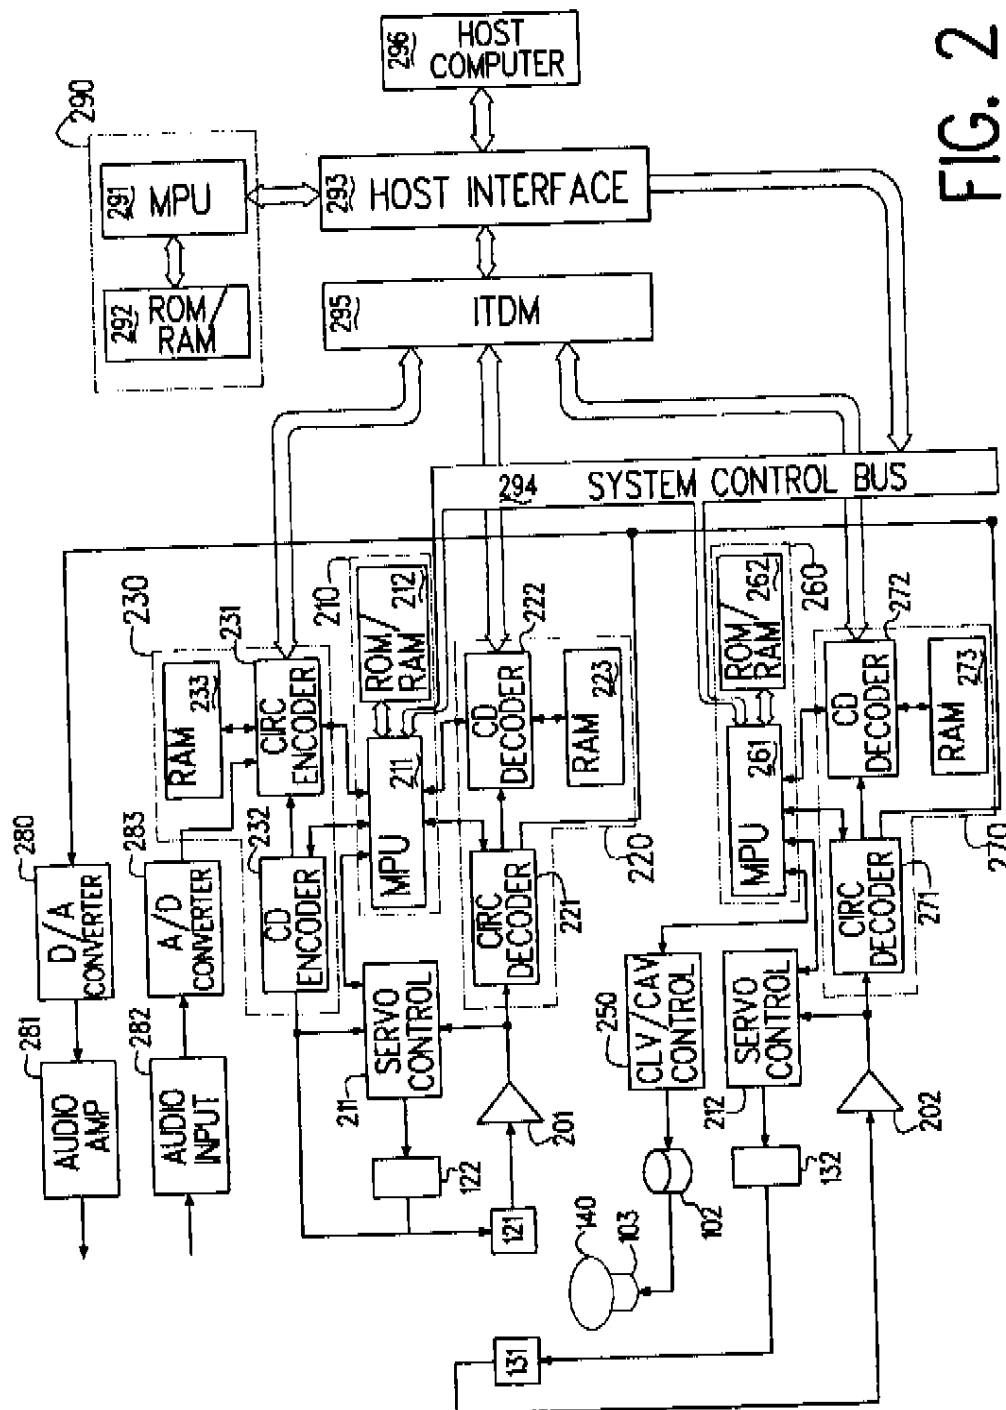 FIG. 2
296
HOST
COMPUTER
290
291
MPU
292
ROM/
RAM
293
HOST INTERFACE
295
ITDM
294
SYSTEM CONTROL BUS
230
231
CIRC
ENCODER
233
RAM
232
CD
ENCODER
210
212
ROM/
RAM
211
MPU
222
CD
DECODER
223
RAM
220
221
CIRC
DECODER
260
262
ROM/
RAM
261
MPU
272
CD
DECODER
273
RAM
270
271
CIRC
DECODER
280
D/A
CONVERTER
283
A/D
CONVERTER
281
AUDIO
AMP
282
AUDIO
INPUT
211
SERVO
CONTROL
250
CLV/CAV
CONTROL
212
SERVO
CONTROL
201
202
122
121
102
132
140
103
131